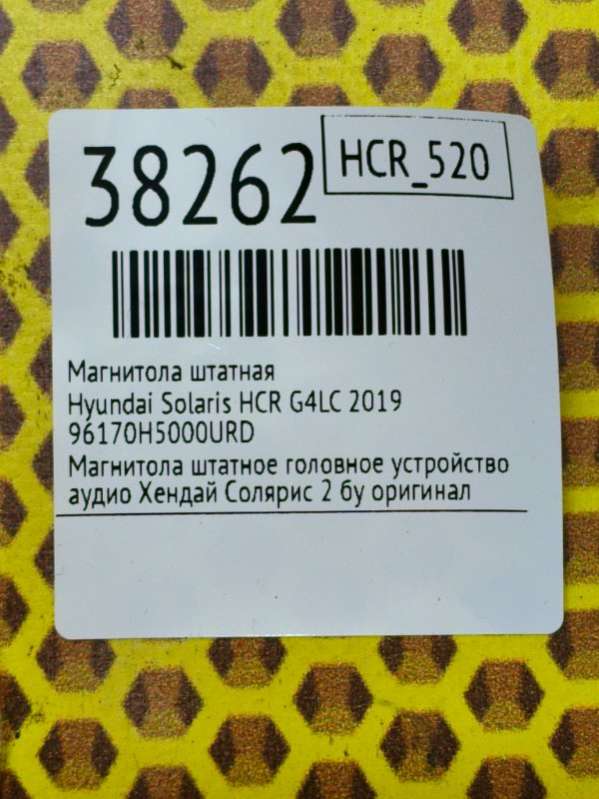 38262
HCR_520
Магнитола штатная
Hyundai Solaris HCR G4LC 2019
96170H5000URD
Магнитола штатное головное устройство
аудио Хендай Солярис 2 бу оригинал